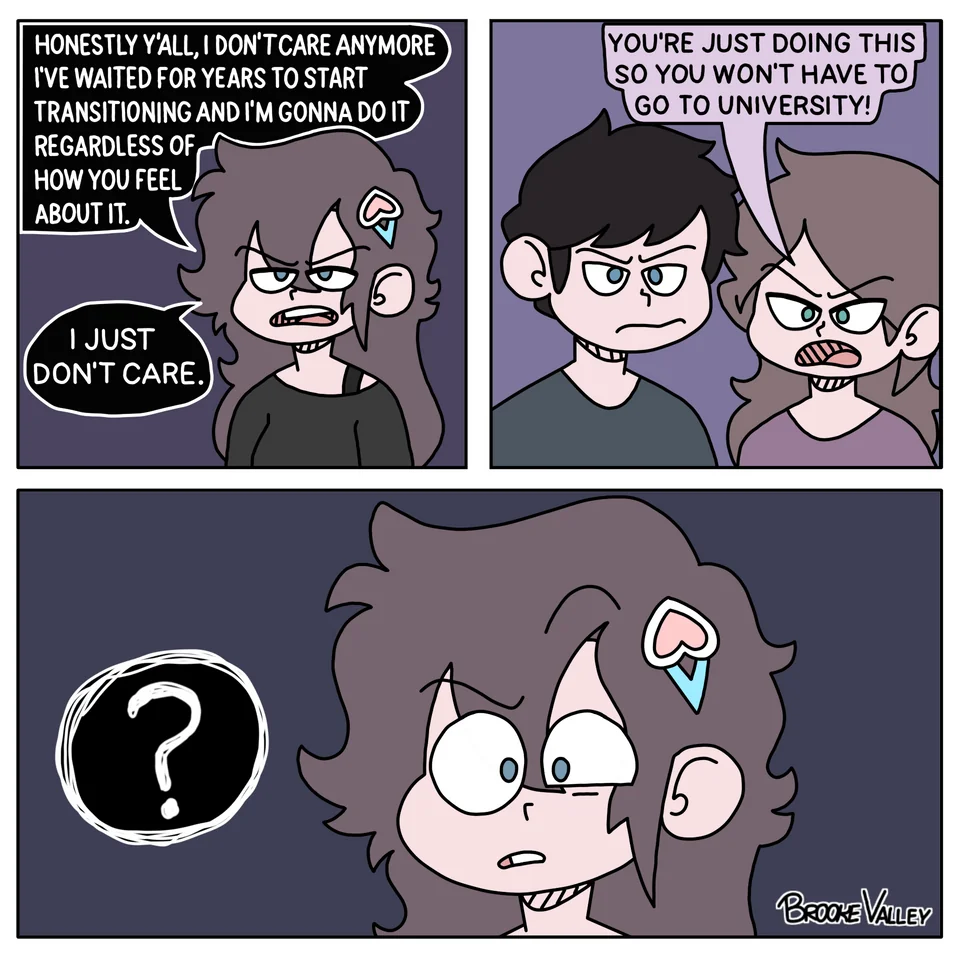 HONESTLY Y'ALL, I DON'T CARE ANYMORE
I'VE WAITED FOR YEARS TO START
TRANSITIONING AND I'M GONNA DO IT
REGARDLESS OF
HOW YOU FEEL
ABOUT IT.
I JUST
DON'T CARE.
YOU'RE JUST DOING THIS
SO YOU WON'T HAVE TO
GO TO UNIVERSITY!
?
BROOKE VALLEY